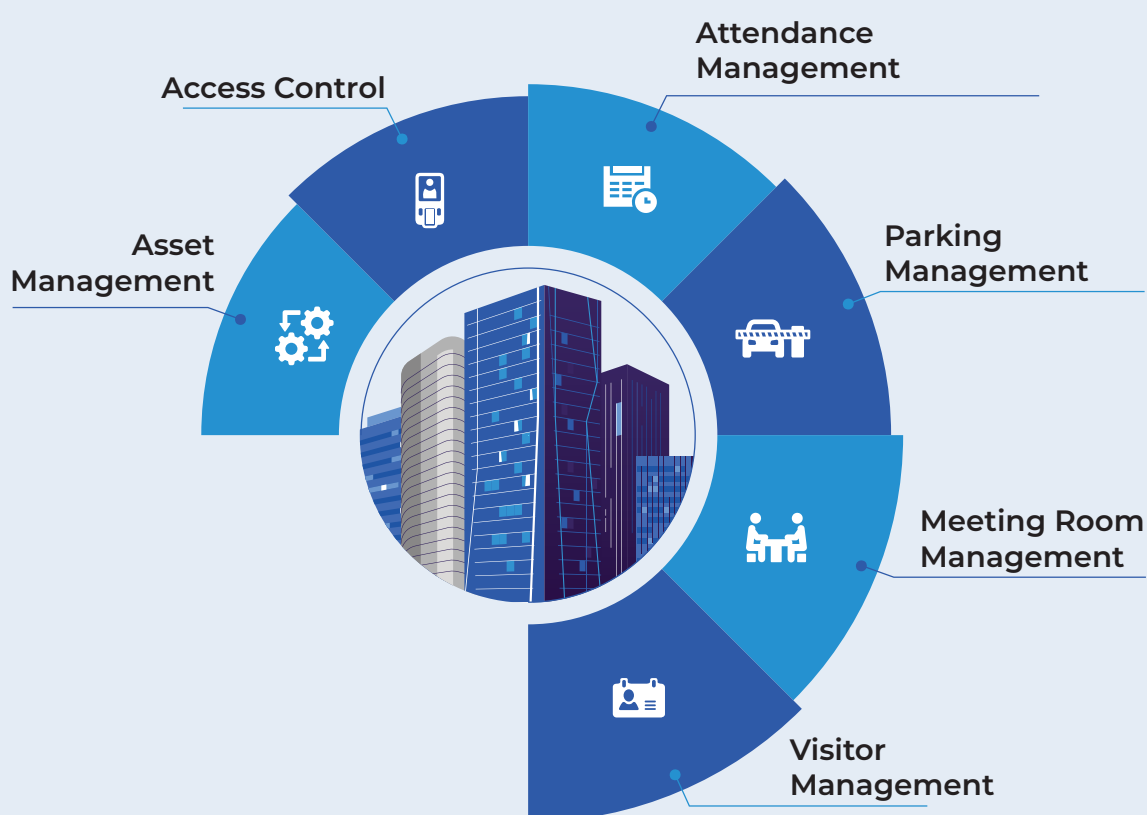 Attendance
Management
Access Control
Parking
Management
Asset
Management
Meeting Room
Management
Visitor
Management